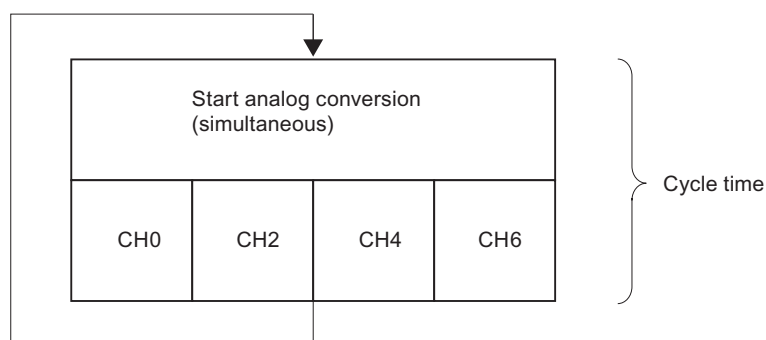 Start analog conversion
(simultaneous)
Cycle time
CH0
CH2
CH4
CH6